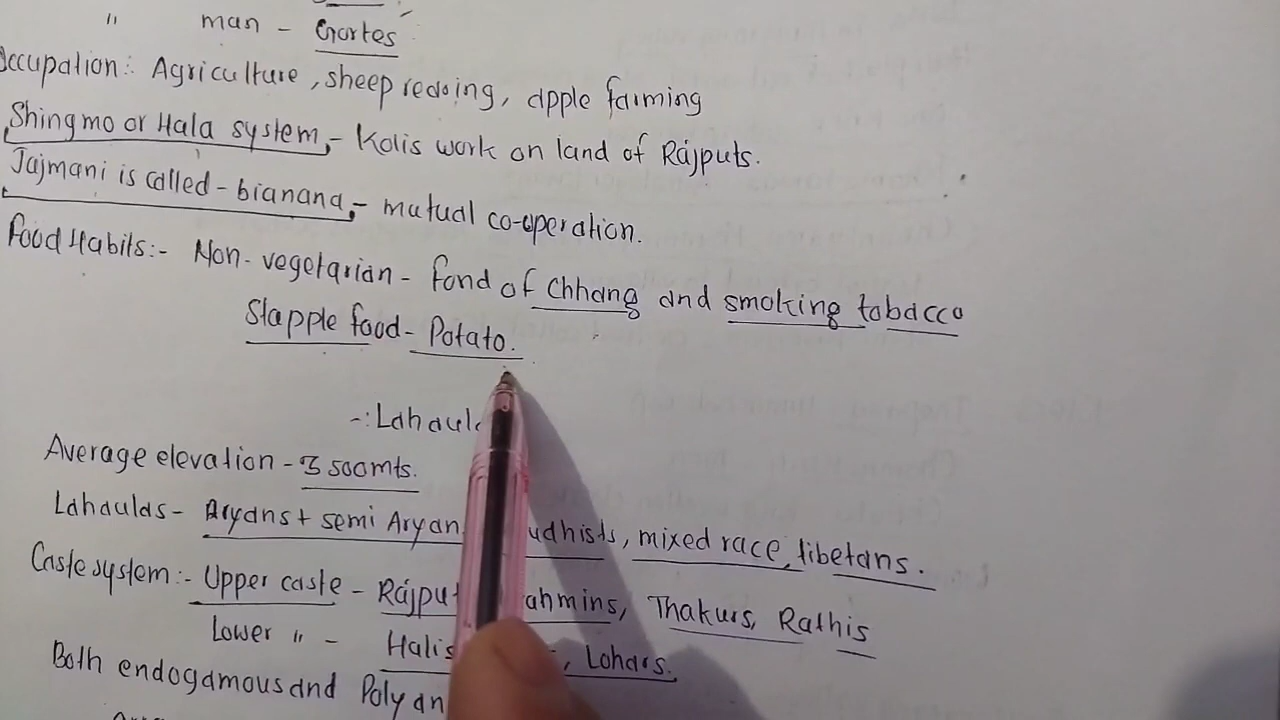 " man - Gortes
Occupation:- Agriculture, sheep rearing, apple farming
Shingmo or Hala system, - Kolis work on land of Rajputs.
Jajmani is called - bianana, - mutual co-operation.
Food Habits:- Non-vegetarian - fond of Chhang and smoking tobacco
Stapple food - Potato.
-: Lahaul
Average elevation - 3500mts.
Lahaulas - Aryans + semi Aryan udhists, mixed race, tibetans.
Caste system:- Upper caste - Rajpu ahmins, Thakurs, Rathis
Lower " - Halis , Lohars.
Both endogamous and Polyan